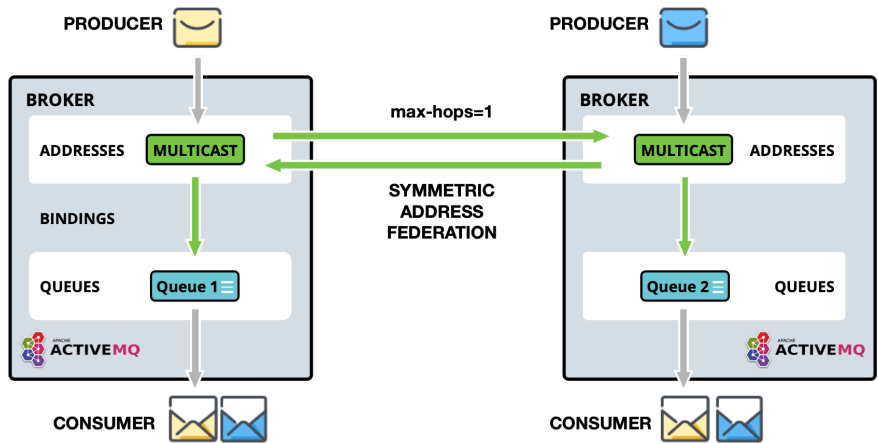 PRODUCER
PRODUCER
BROKER
BROKER
max-hops=1
ADDRESSES
MULTICAST
MULTICAST
ADDRESSES
SYMMETRIC
ADDRESS
FEDERATION
BINDINGS
QUEUES
Queue 1
Queue 2
QUEUES
APACHE
ACTIVEMQ
APACHE
ACTIVEMQ
CONSUMER
CONSUMER